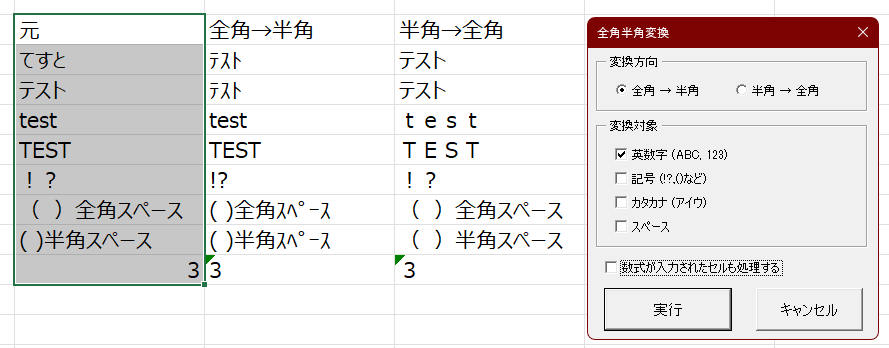 元 全角→半角 半角→全角
てすと ﾃｽﾄ テスト
テスト ﾃｽﾄ テスト
test test ｔｅｓｔ
TEST TEST ＴＥＳＴ
！？ !? ！？
（　）全角スペース ( )全角ｽﾍﾟｰｽ （　）全角スペース
( )半角スペース ( )半角ｽﾍﾟｰｽ （　）半角スペース
3 3 ３
全角半角変換
変換方向
全角 → 半角 半角 → 全角
変換対象
英数字 (ABC, 123)
記号 (!?,()など)
カタカナ (アイウ)
スペース
数式が入力されたセルも処理する
実行 キャンセル